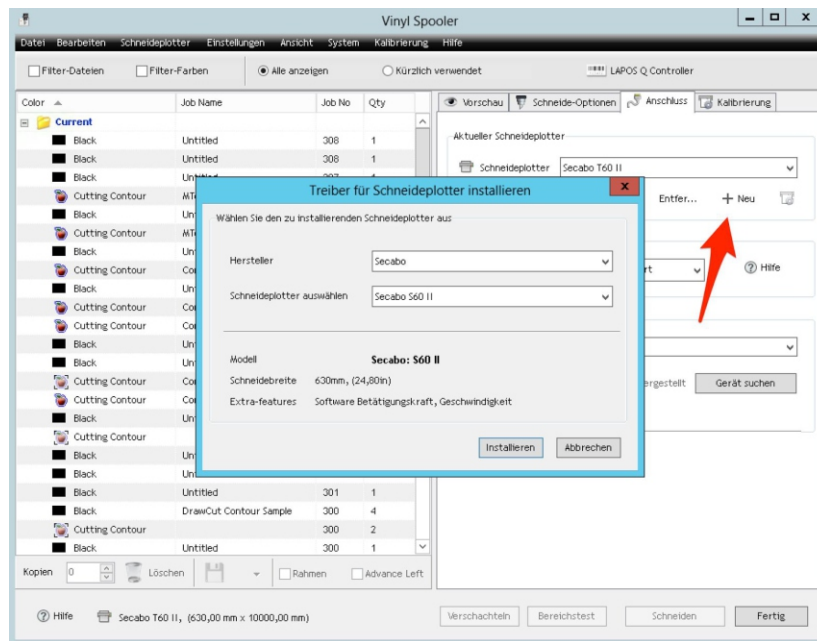 Vinyl Spooler
Datei Bearbeiten Schneideplotter Einstellungen Ansicht System Kalibrierung Hilfe
Filter-Dateien Filter-Farben Alle anzeigen Kürzlich verwendet LAPOS Q Controller
Color Job Name Job No Qty
Current
Black Untitled 308 1
Black Untitled 308 1
Black
Cutting Contour
Black
Cutting Contour
Black
Cutting Contour
Black
Cutting Contour
Cutting Contour
Black
Black
Cutting Contour
Cutting Contour
Black
Cutting Contour
Black
Black
Black Untitled 301 1
Black DrawCut Contour Sample 300 4
Cutting Contour 300 2
Black Untitled 300 1
Kopien 0 Löschen Rahmen Advance Left
Vorschau Schneide-Optionen Anschluss Kalibrierung
Aktueller Schneideplotter
Schneideplotter Secabo T60 II
Entfer... + Neu
Hilfe
Gerät suchen
Treiber für Schneideplotter installieren
Wählen Sie den zu installierenden Schneideplotter aus
Hersteller Secabo
Schneideplotter auswählen Secabo S60 II
Modell Secabo: S60 II
Schneidebreite 630mm, (24,80in)
Extra-features Software Betätigungskraft, Geschwindigkeit
Installieren Abbrechen
Hilfe Secabo T60 II, (630,00 mm x 10000,00 mm)
Verschachteln Bereichstest Schneiden Fertig